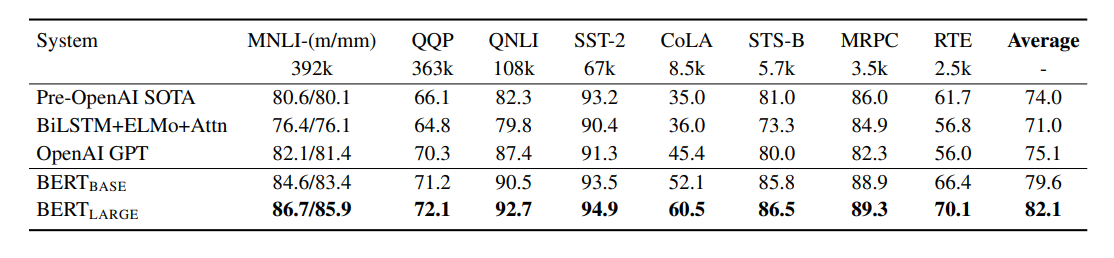 System MNLI-(m/mm) QQP QNLI SST-2 CoLA STS-B MRPC RTE Average
392k 363k 108k 67k 8.5k 5.7k 3.5k 2.5k -
Pre-OpenAI SOTA 80.6/80.1 66.1 82.3 93.2 35.0 81.0 86.0 61.7 74.0
BiLSTM+ELMo+Attn 76.4/76.1 64.8 79.8 90.4 36.0 73.3 84.9 56.8 71.0
OpenAI GPT 82.1/81.4 70.3 87.4 91.3 45.4 80.0 82.3 56.0 75.1
BERTBASE 84.6/83.4 71.2 90.5 93.5 52.1 85.8 88.9 66.4 79.6
BERTLARGE 86.7/85.9 72.1 92.7 94.9 60.5 86.5 89.3 70.1 82.1